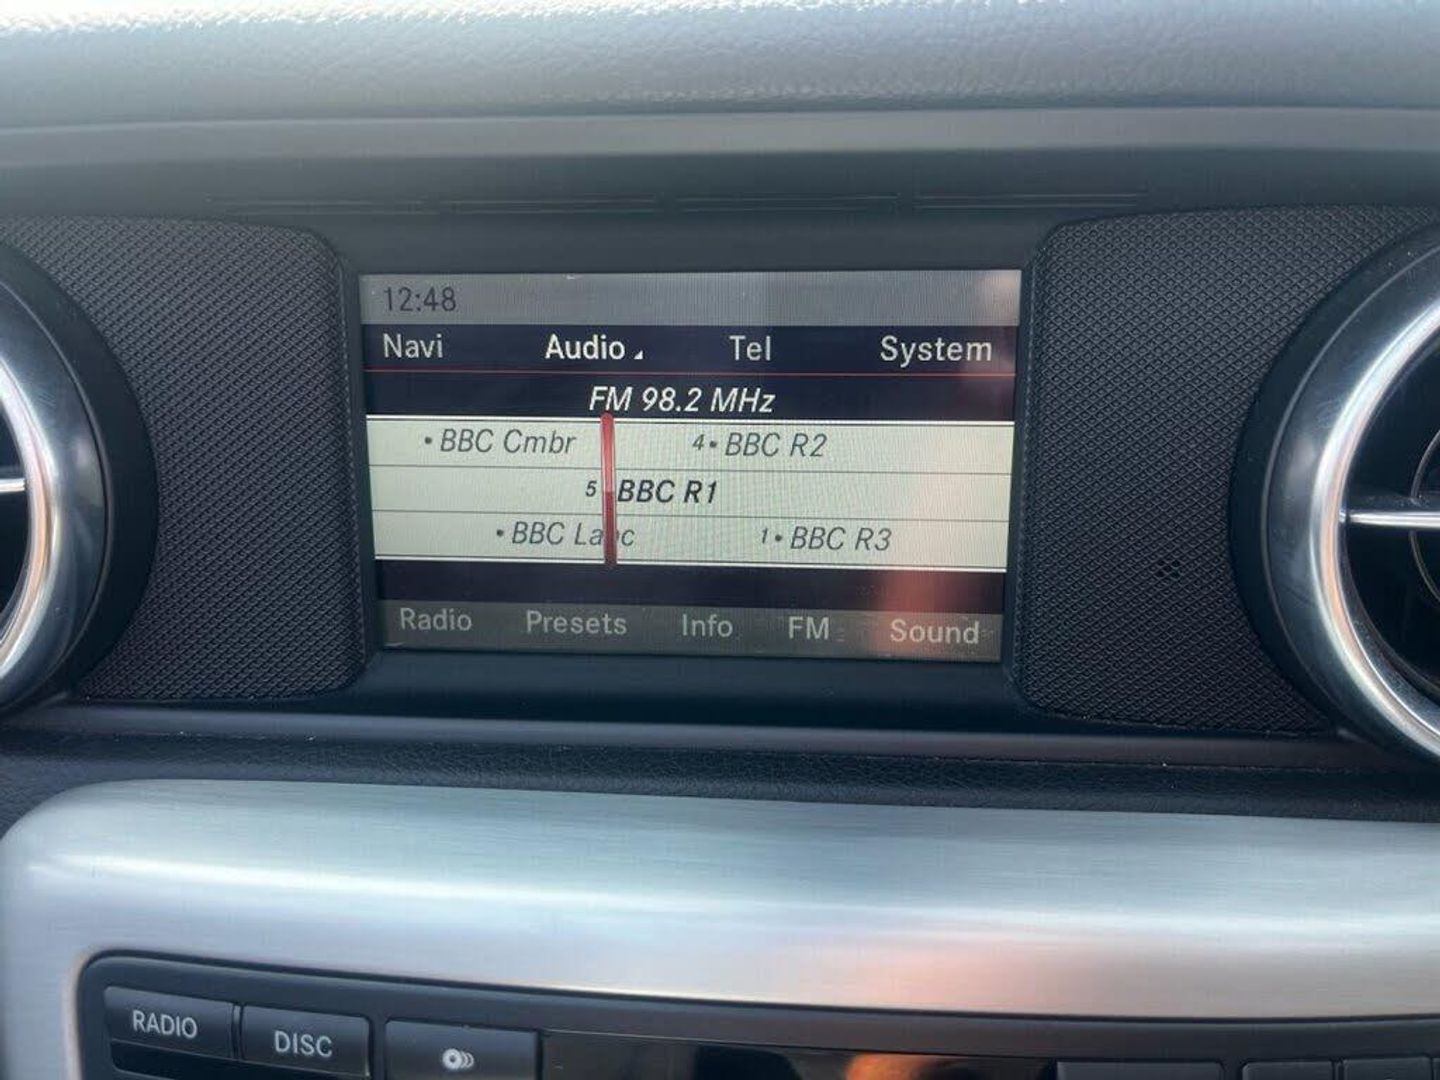 12:48
Navi Audio Tel System
FM 98.2 MHz
• BBC Cmbr 4• BBC R2
5 BBC R1
• BBC Lanc 1• BBC R3
Radio Presets Info FM Sound
RADIO DISC